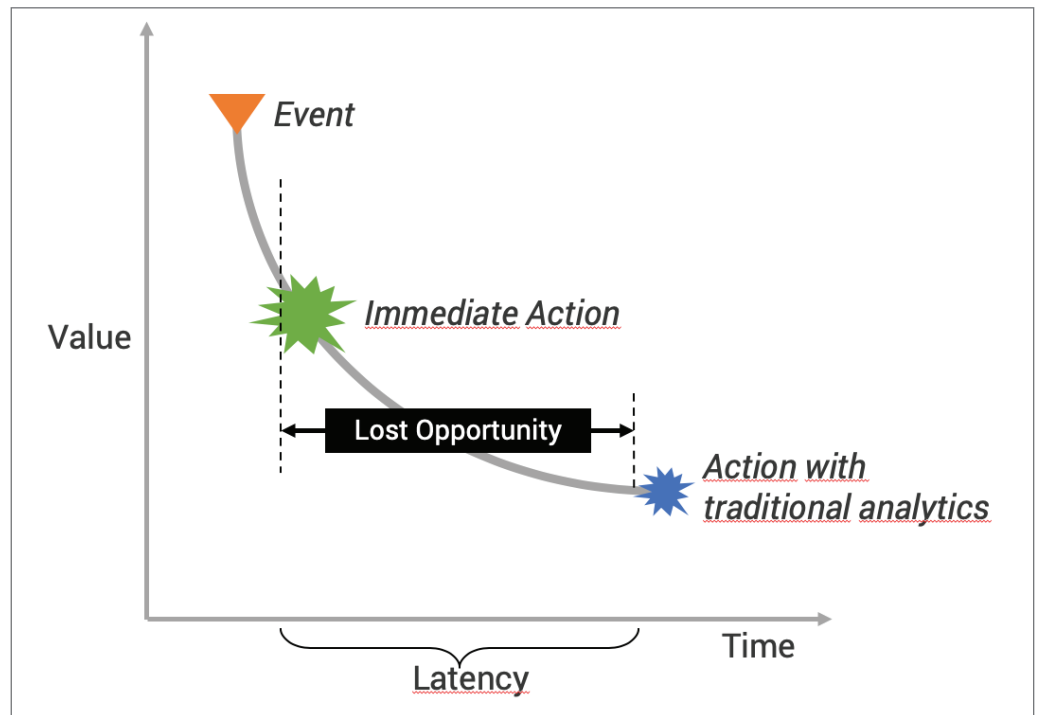 Event
Immediate Action
Value
Lost Opportunity
Action with
traditional analytics
Time
Latency